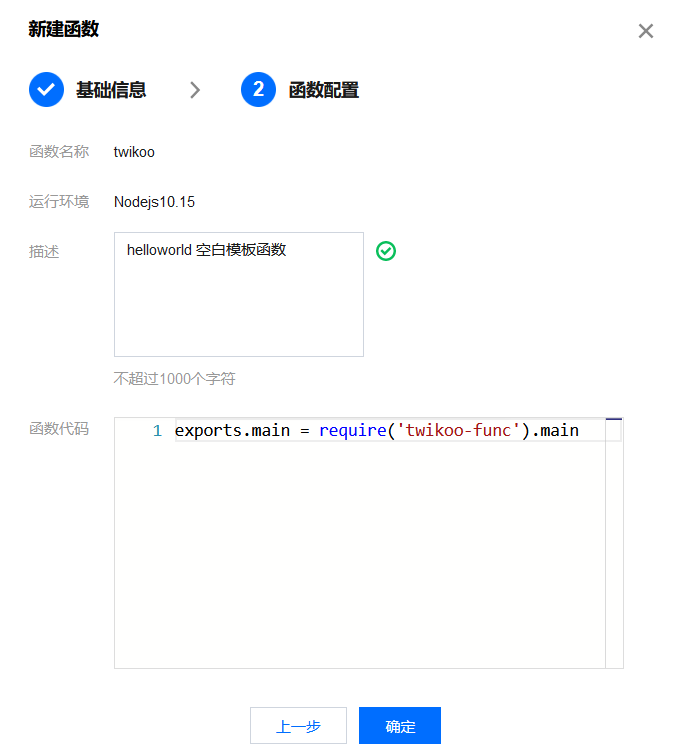 新建函数
基础信息
2 函数配置
函数名称 twikoo
运行环境 Nodejs10.15
描述 helloworld 空白模板函数
不超过1000个字符
函数代码 1 exports.main = require('twikoo-func').main
上一步 确定